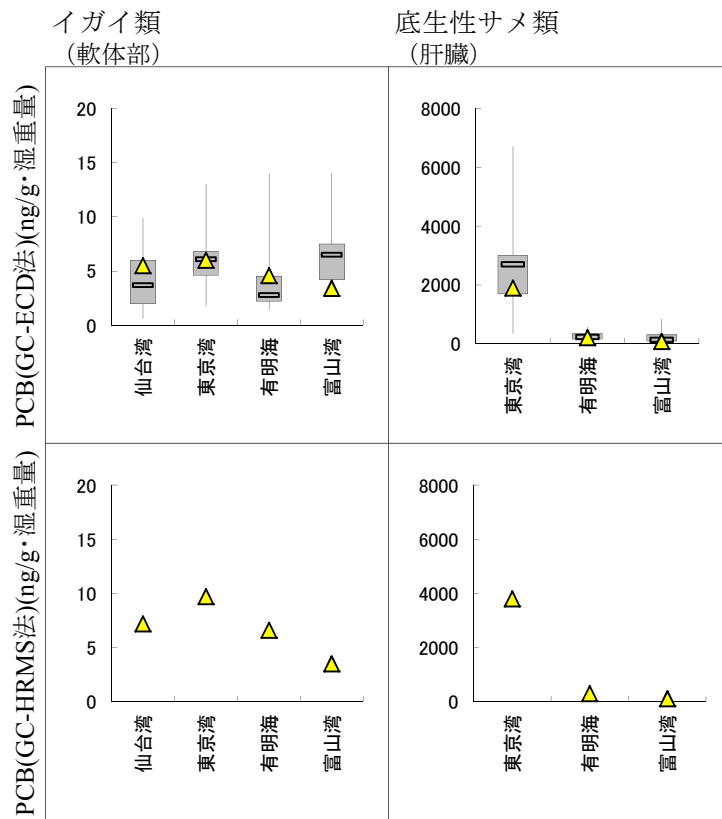 イガイ類
（軟体部）
底生性サメ類
（肝臓）
PCB(GC-ECD法)(ng/g・湿重量)
20
15
10
5
0
仙台湾
東京湾
有明海
富山湾
8000
6000
4000
2000
0
東京湾
有明海
富山湾
PCB(GC-HRMS法)(ng/g・湿重量)
20
15
10
5
0
仙台湾
東京湾
有明海
富山湾
8000
6000
4000
2000
0
東京湾
有明海
富山湾